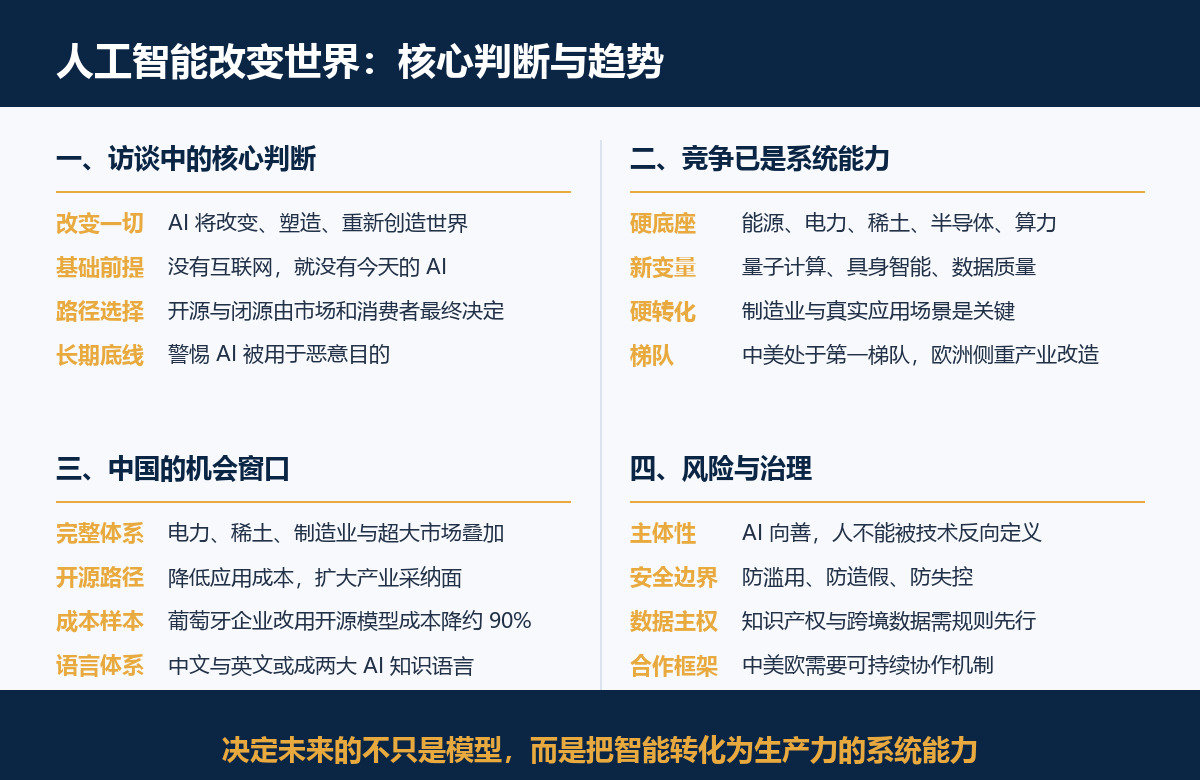 人工智能改变世界：核心判断与趋势
一、访谈中的核心判断
改变一切 AI 将改变、塑造、重新创造世界
基础前提 没有互联网，就没有今天的 AI
路径选择 开源与闭源由市场和消费者最终决定
长期底线 警惕 AI 被用于恶意目的
二、竞争已是系统能力
硬底座 能源、电力、稀土、半导体、算力
新变量 量子计算、具身智能、数据质量
硬转化 制造业与真实应用场景是关键
梯队 中美处于第一梯队，欧洲侧重产业改造
三、中国的机会窗口
完整体系 电力、稀土、制造业与超大市场叠加
开源路径 降低应用成本，扩大产业采纳面
成本样本 葡萄牙企业改用开源模型成本降约 90%
语言体系 中文与英文或成两大 AI 知识语言
四、风险与治理
主体性 AI 向善，人不能被技术反向定义
安全边界 防滥用、防造假、防失控
数据主权 知识产权与跨境数据需规则先行
合作框架 中美欧需要可持续协作机制
决定未来的不只是模型，而是把智能转化为生产力的系统能力